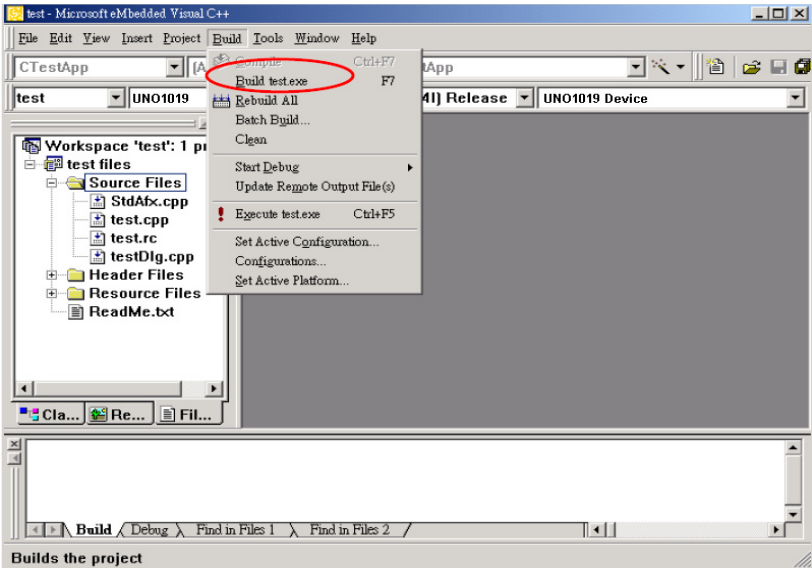 test - Microsoft eMbedded Visual C++
File Edit View Insert Project Build Tools Window Help
CTestApp
tApp
test UNO1019
Release UNO1019 Device
Compile Ctrl+F7
Build test.exe F7
Rebuild All
Batch Build...
Clean
Start Debug
Update Remote Output File(s)
Execute test.exe Ctrl+F5
Set Active Configuration...
Configurations...
Set Active Platform...
Workspace 'test': 1 p
test files
Source Files
StdAfx.cpp
test.cpp
test.rc
testDlg.cpp
Header Files
Resource Files
ReadMe.txt
Cla... Re... Fil...
Build Debug Find in Files 1 Find in Files 2
Builds the project